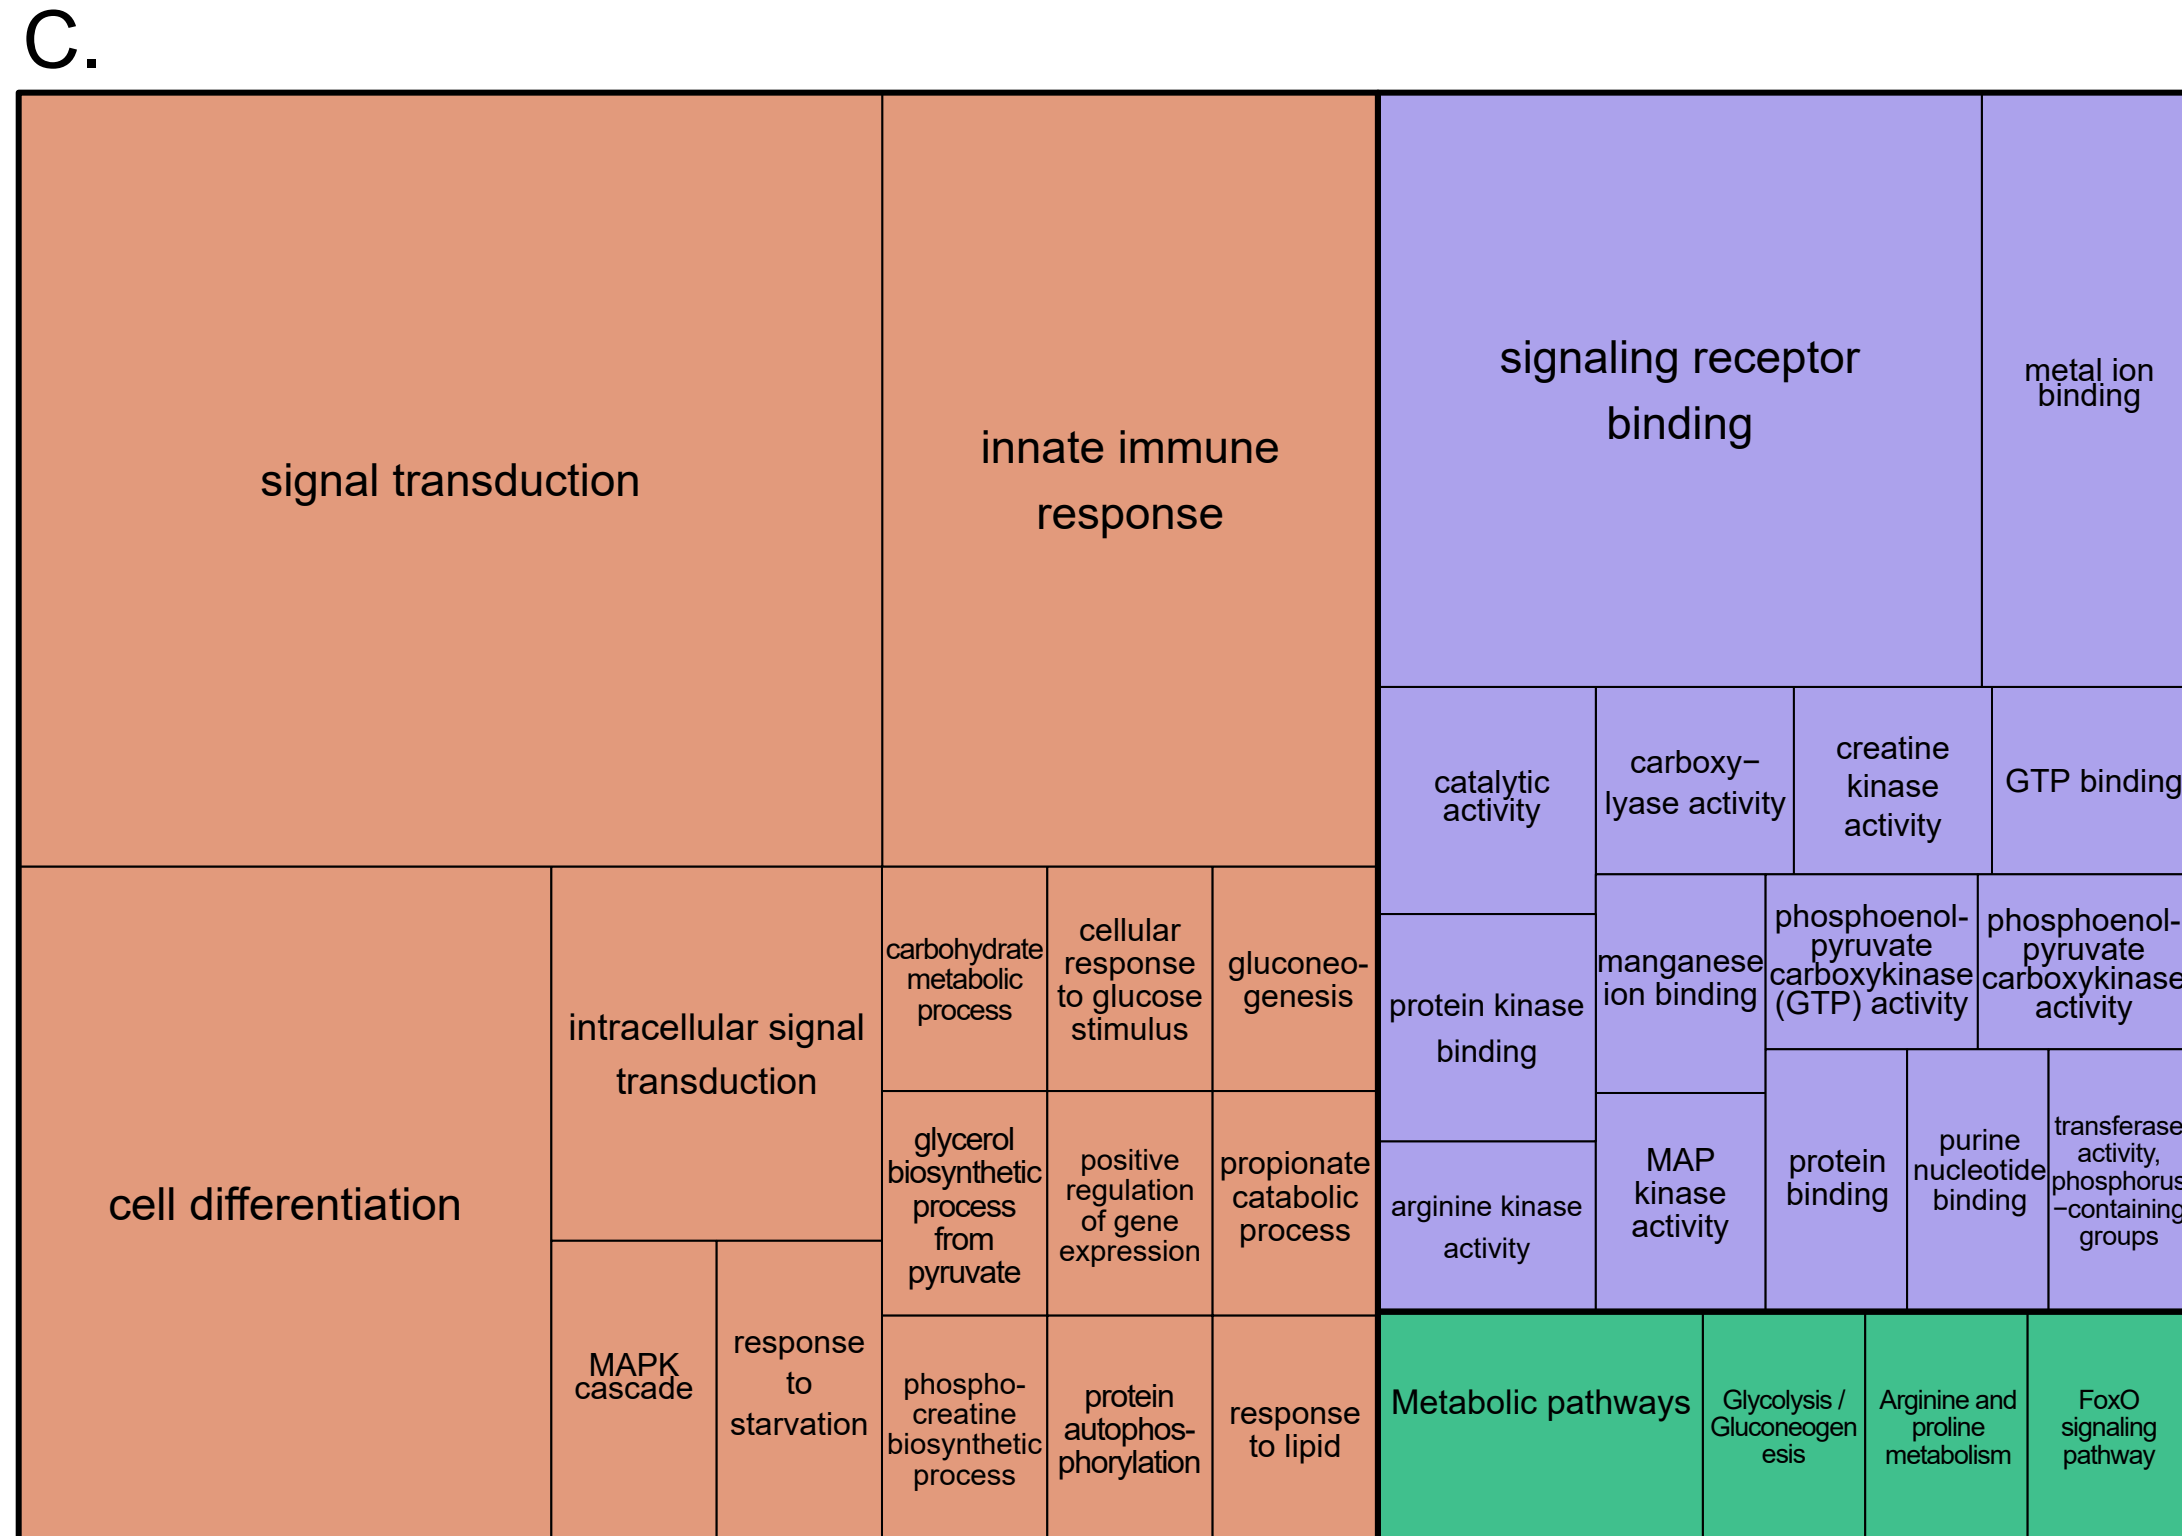 C.
signal transduction
innate immune
response
cell differentiation
intracellular signal
transduction
MAPK
cascade
response
to
starvation
carbohydrate
metabolic
process
cellular
response
to glucose
stimulus
gluconeo-
genesis
glycerol
biosynthetic
process
from
pyruvate
positive
regulation
of gene
expression
propionate
catabolic
process
phospho-
creatine
biosynthetic
process
protein
autophos-
phorylation
response
to lipid
signaling receptor
binding
metal ion
binding
catalytic
activity
carboxy−
lyase activity
creatine
kinase
activity
GTP binding
protein kinase
binding
manganese
ion binding
phosphoenol-
pyruvate
carboxykinase
(GTP) activity
phosphoenol-
pyruvate
carboxykinase
activity
arginine kinase
activity
MAP
kinase
activity
protein
binding
purine
nucleotide
binding
transferase
activity,
phosphorus
−containing
groups
Metabolic pathways
Glycolysis /
Gluconeogen
esis
Arginine and
proline
metabolism
FoxO
signaling
pathway